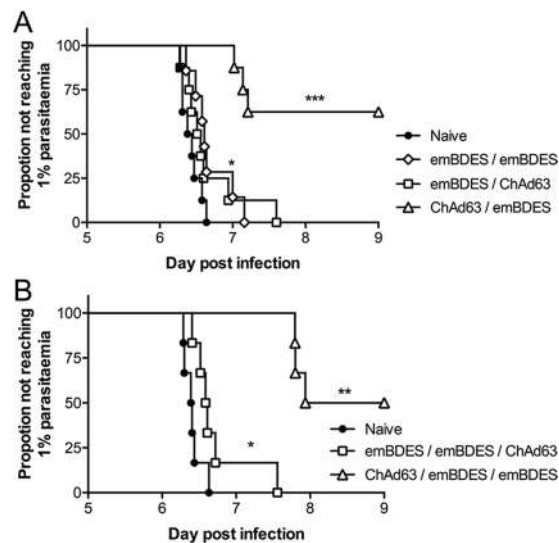 A
Propotion not reaching
1% parasitaemia
100
75
50
25
0
5
6
7
8
9
Day post infection
*
***
Naive
emBDES / emBDES
emBDES / ChAd63
ChAd63 / emBDES
B
Propotion not reaching
1% parasitaemia
100
75
50
25
0
5
6
7
8
9
Day post infection
*
**
Naive
emBDES / emBDES / ChAd63
ChAd63 / emBDES / emBDES